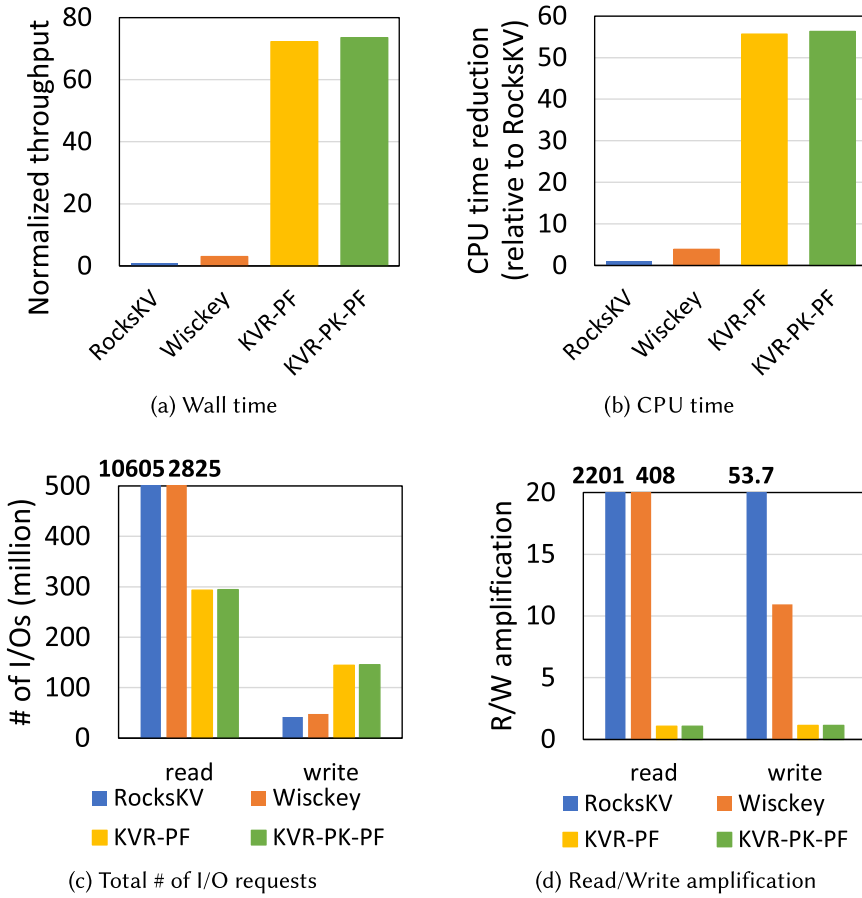 Normalized throughput
80
60
40
20
0
RocksKV
Wisckey
KVR-PF
KVR-PK-PF
(a) Wall time
CPU time reduction
(relative to RocksKV)
60
50
40
30
20
10
0
RocksKV
Wisckey
KVR-PF
KVR-PK-PF
(b) CPU time
# of I/Os (million)
10605 2825
500
400
300
200
100
0
read write
RocksKV Wisckey
KVR-PF KVR-PK-PF
(c) Total # of I/O requests
R/W amplification
2201 408 53.7
20
15
10
5
0
read write
RocksKV Wisckey
KVR-PF KVR-PK-PF
(d) Read/Write amplification